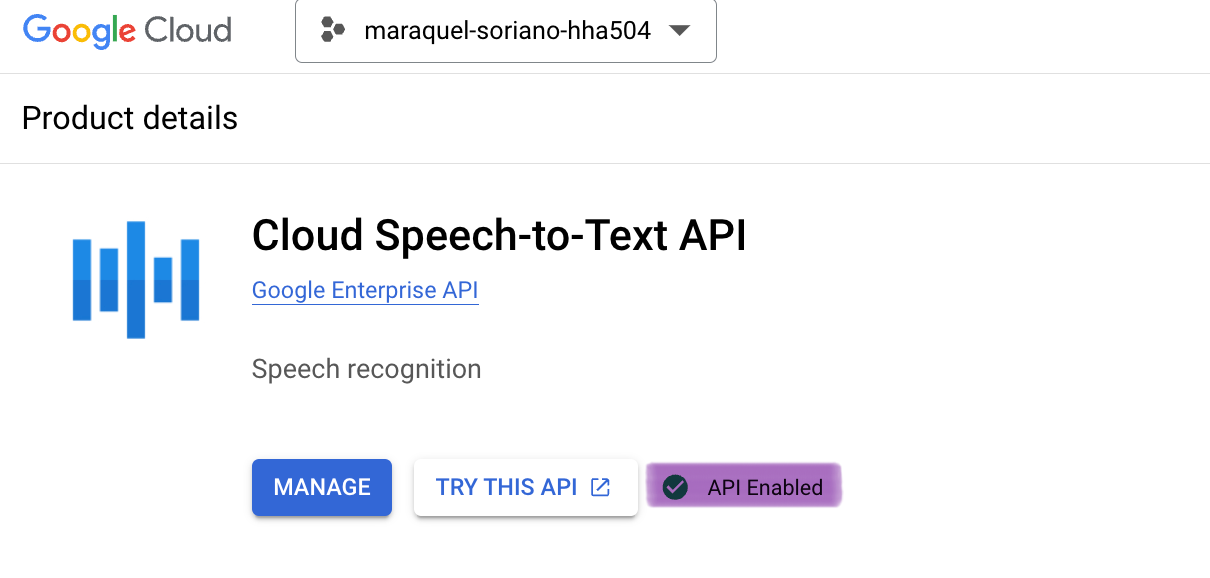 Google Cloud
maraquel-soriano-hha504
Product details
Cloud Speech-to-Text API
Google Enterprise API
Speech recognition
MANAGE
TRY THIS API
API Enabled